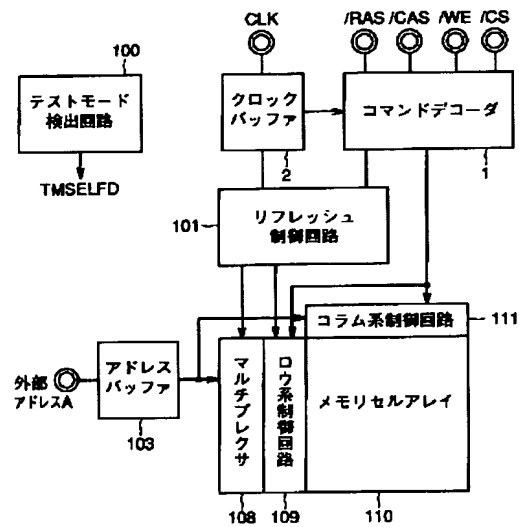 CLK
/RAS /CAS /WE /CS
100
テストモード
検出回路
TMSELFD
クロック
バッファ
2
コマンドデコーダ
1
101
リフレッシュ
制御回路
コラム系制御回路
111
外部
アドレスA
アドレス
バッファ
103
マルチプレクサ
ロウ系制御回路
メモリセルアレイ
108
109
110